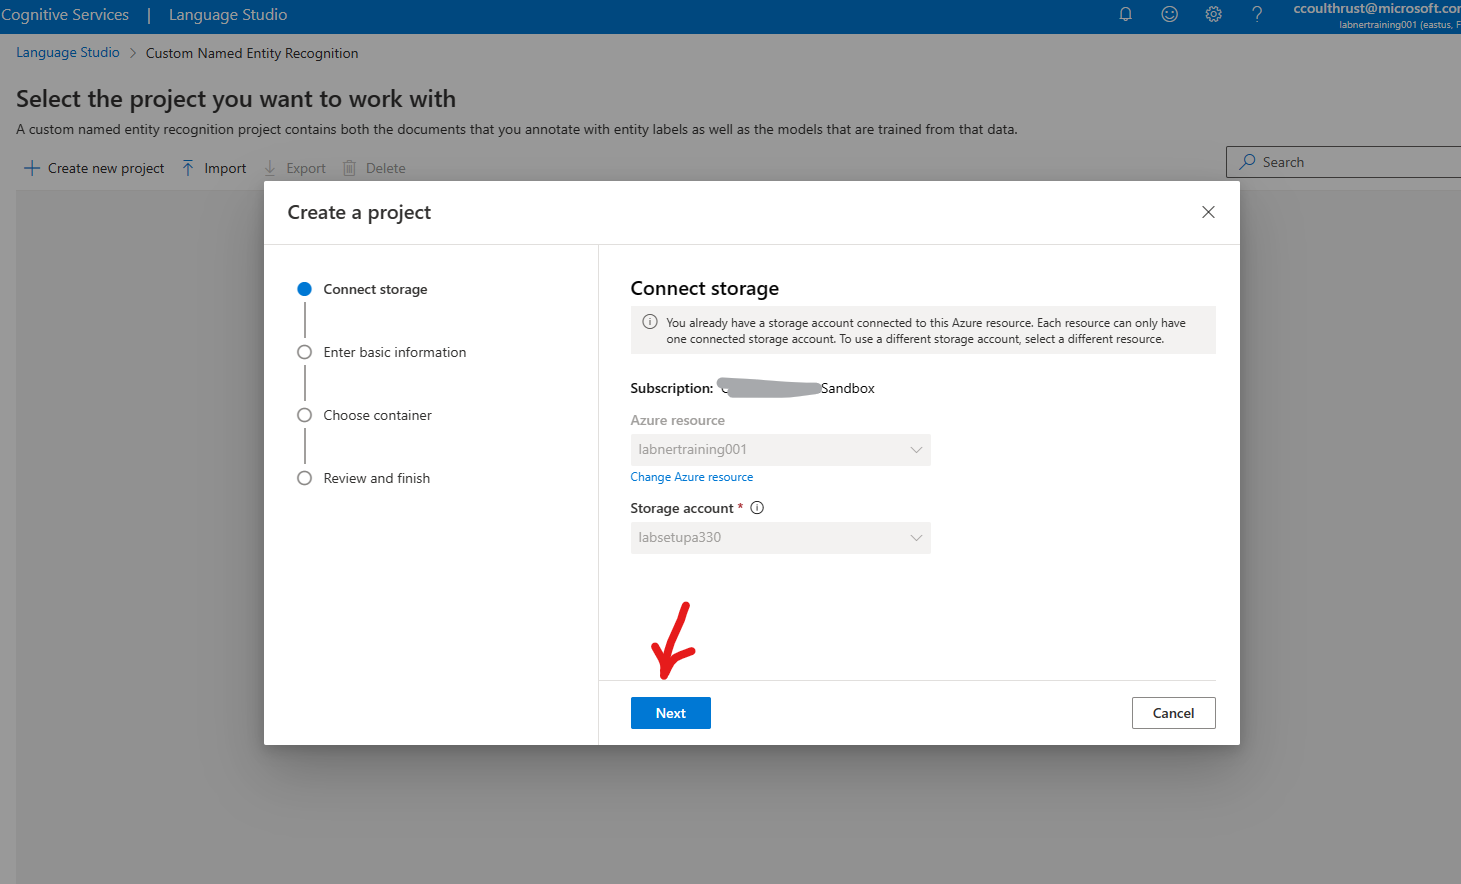 Cognitive Services | Language Studio
ccoulthrust@microsoft.com
labnertraining001 (eastus, F
Language Studio > Custom Named Entity Recognition
Select the project you want to work with
A custom named entity recognition project contains both the documents that you annotate with entity labels as well as the models that are trained from that data.
Create new project Import Export Delete
Search
Create a project
Connect storage
Enter basic information
Choose container
Review and finish
Connect storage
You already have a storage account connected to this Azure resource. Each resource can only have
one connected storage account. To use a different storage account, select a different resource.
Subscription: Sandbox
Azure resource
labnertraining001
Change Azure resource
Storage account *
labsetupa330
Next
Cancel